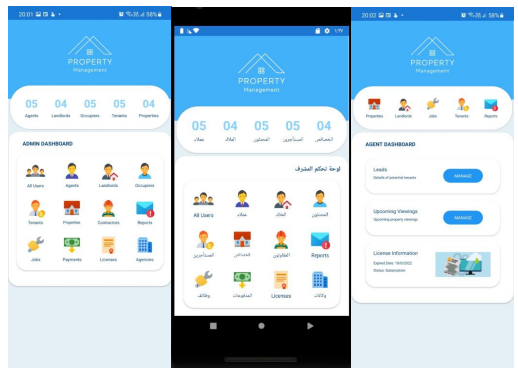 20:01
58%
PROPERTY
Management
05 04 05 05 04
Agents Landlords Occupiers Tenants Properties
ADMIN DASHBOARD
All Users Agents Landlords Occupiers
Tenants Properties Contractors Reports
Jobs Payments Licenses Agencies
١:٢٧
PROPERTY
Management
05 04 05 05 04
عملاء الملاك المحتلون المستأجرين الخصائص
لوحة تحكم المشرف
All Users عملاء الملاك المحتلون
المستأجرين الخصائص المقاولين Reports
وظائف المدفوعات Licenses وكالات
20:02
58%
PROPERTY
Management
Properties Landlords Jobs Tenants Reports
AGENT DASHBOARD
Leads
Details of potential tenants
MANAGE
Upcoming Viewings
Upcoming property viewings
MANAGE
License Information
Expired Date: 19/6/2022
Status: Subscription